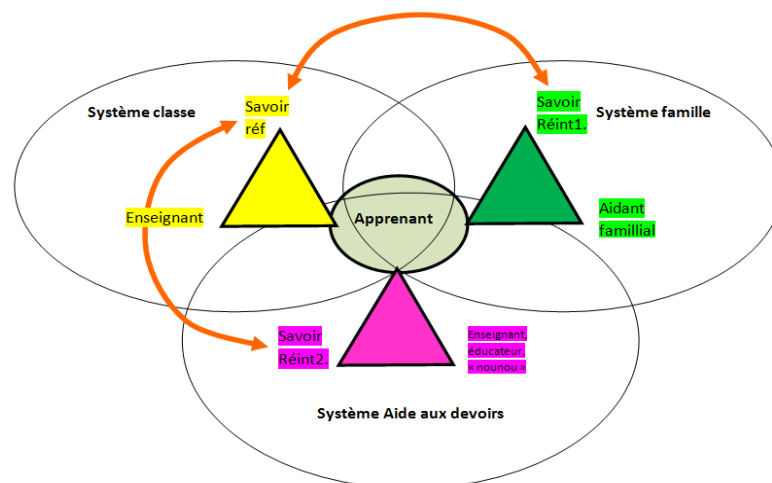 Système classe
Savoir
réf
Savoir
Réint1.
Système famille
Enseignant
Apprenant
Aidant
famillial
Savoir
Réint2.
Enseignant,
éducateur,
« nounou »
Système Aide aux devoirs